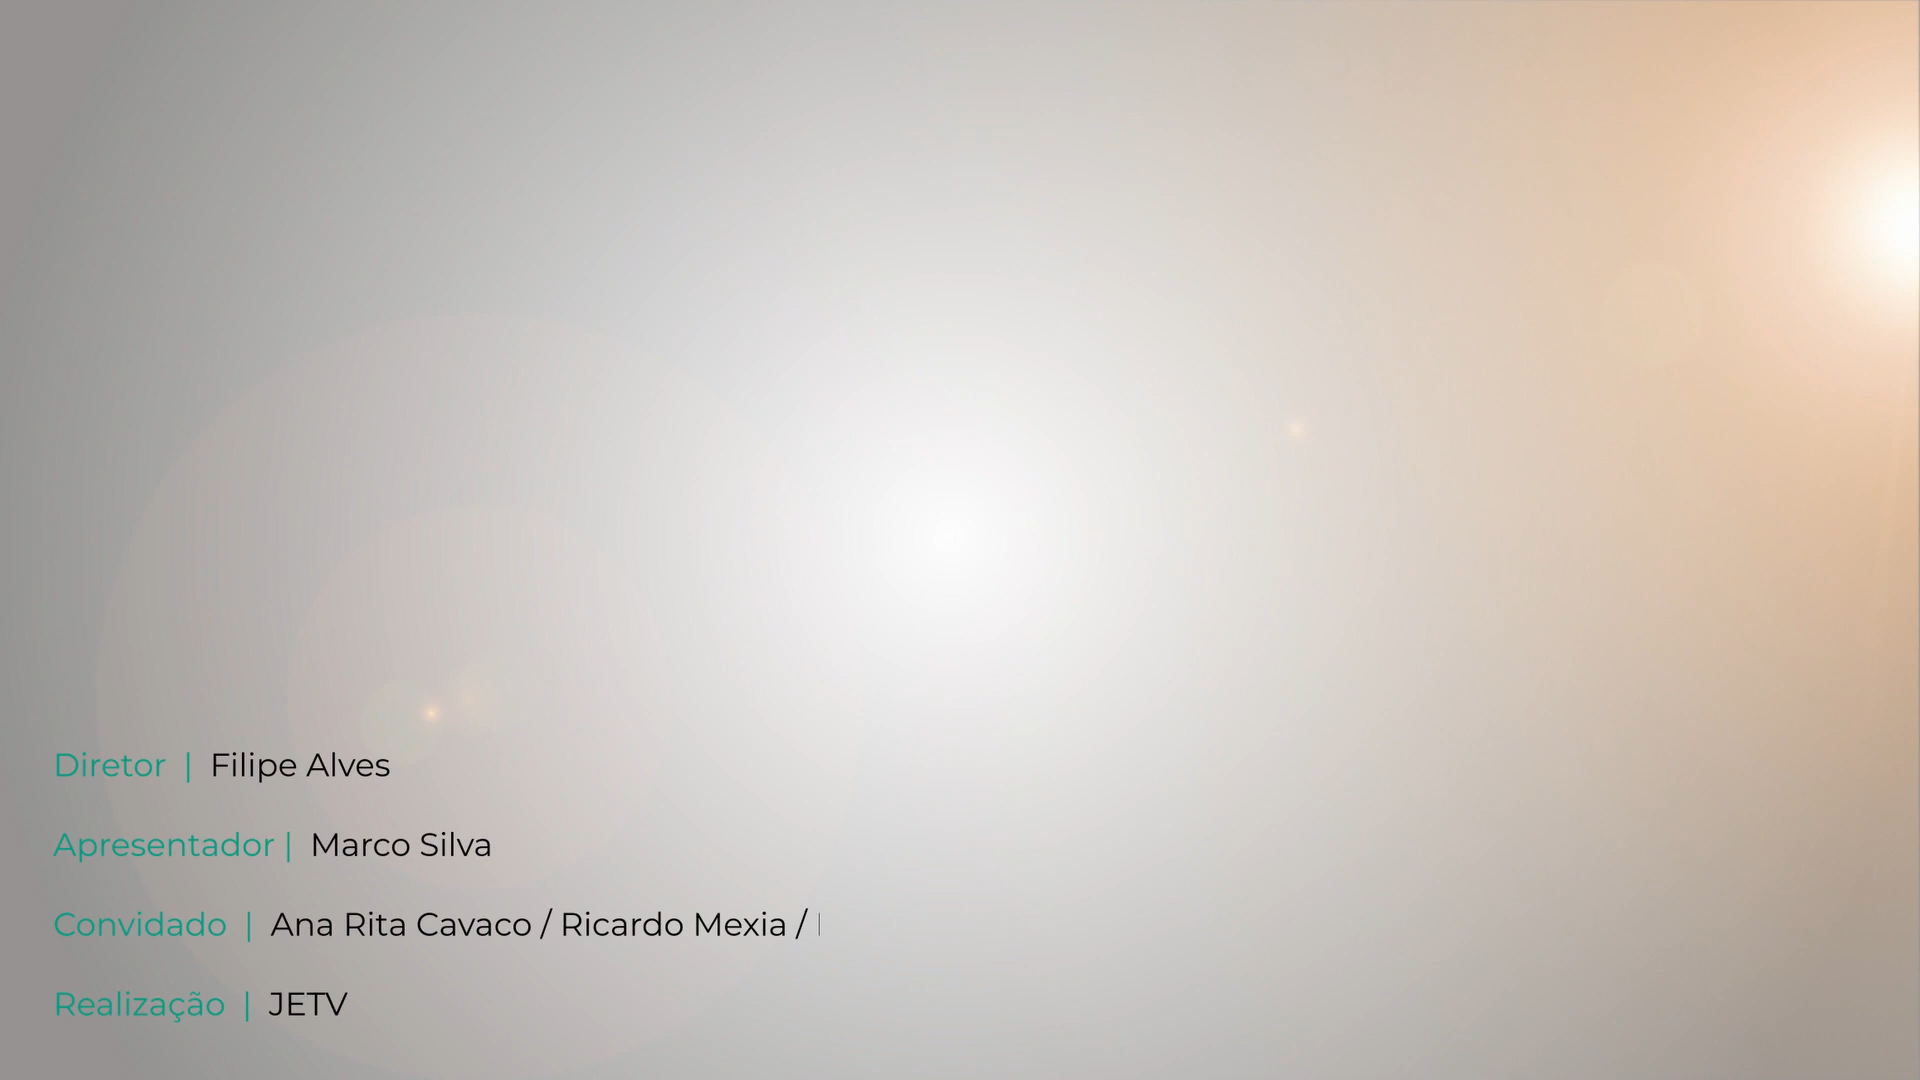 Diretor | Filipe Alves
Apresentador | Marco Silva
Convidado | Ana Rita Cavaco / Ricardo Mexia /
Realização | JETV